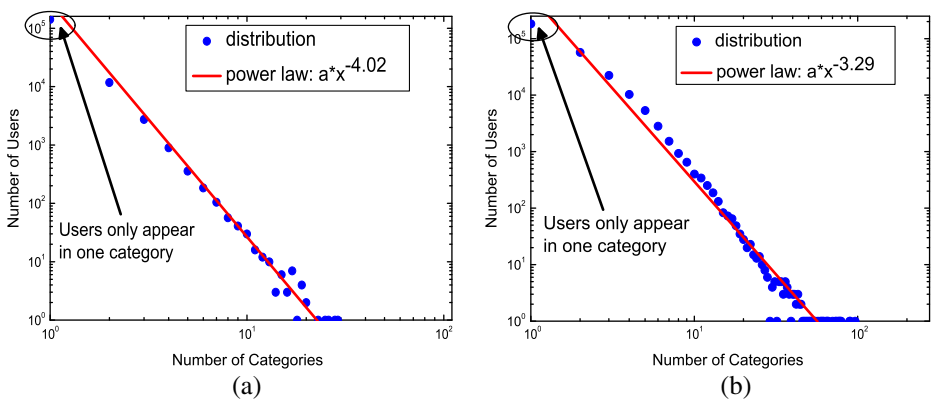 distribution
power law: a*x^-4.02
Number of Users
10^5
10^4
10^3
10^2
10^1
10^0
Users only appear
in one category
10^0 10^1 10^2
Number of Categories
(a)
distribution
power law: a*x^-3.29
Number of Users
10^5
10^4
10^3
10^2
10^1
10^0
Users only appear
in one category
10^0 10^1 10^2
Number of Categories
(b)